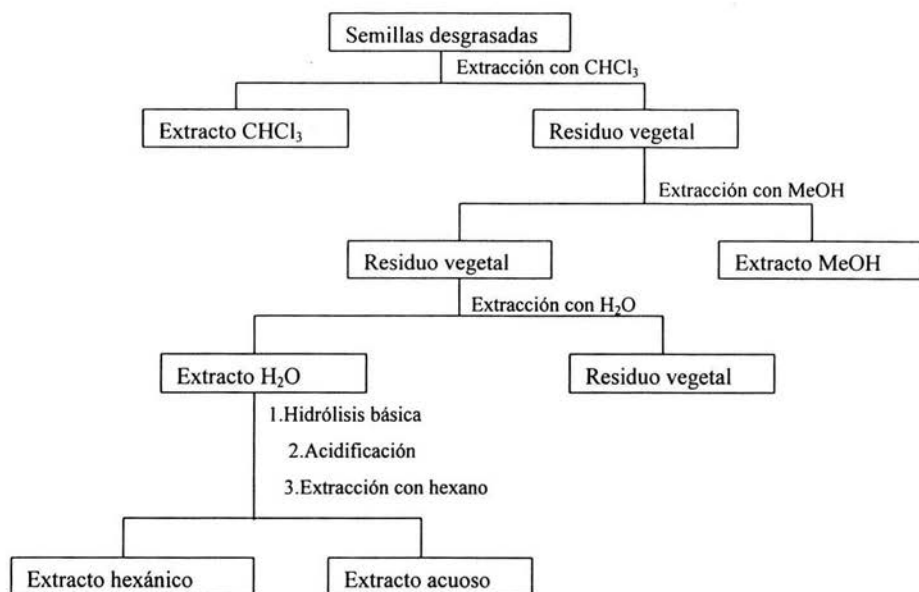 Semillas desgrasadas
Extracción con CHCl₃
Extracto CHCl₃
Residuo vegetal
Extracción con MeOH
Residuo vegetal
Extracto MeOH
Extracción con H₂O
Extracto H₂O
Residuo vegetal
1.Hidrólisis básica
2.Acidificación
3.Extracción con hexano
Extracto hexánico
Extracto acuoso